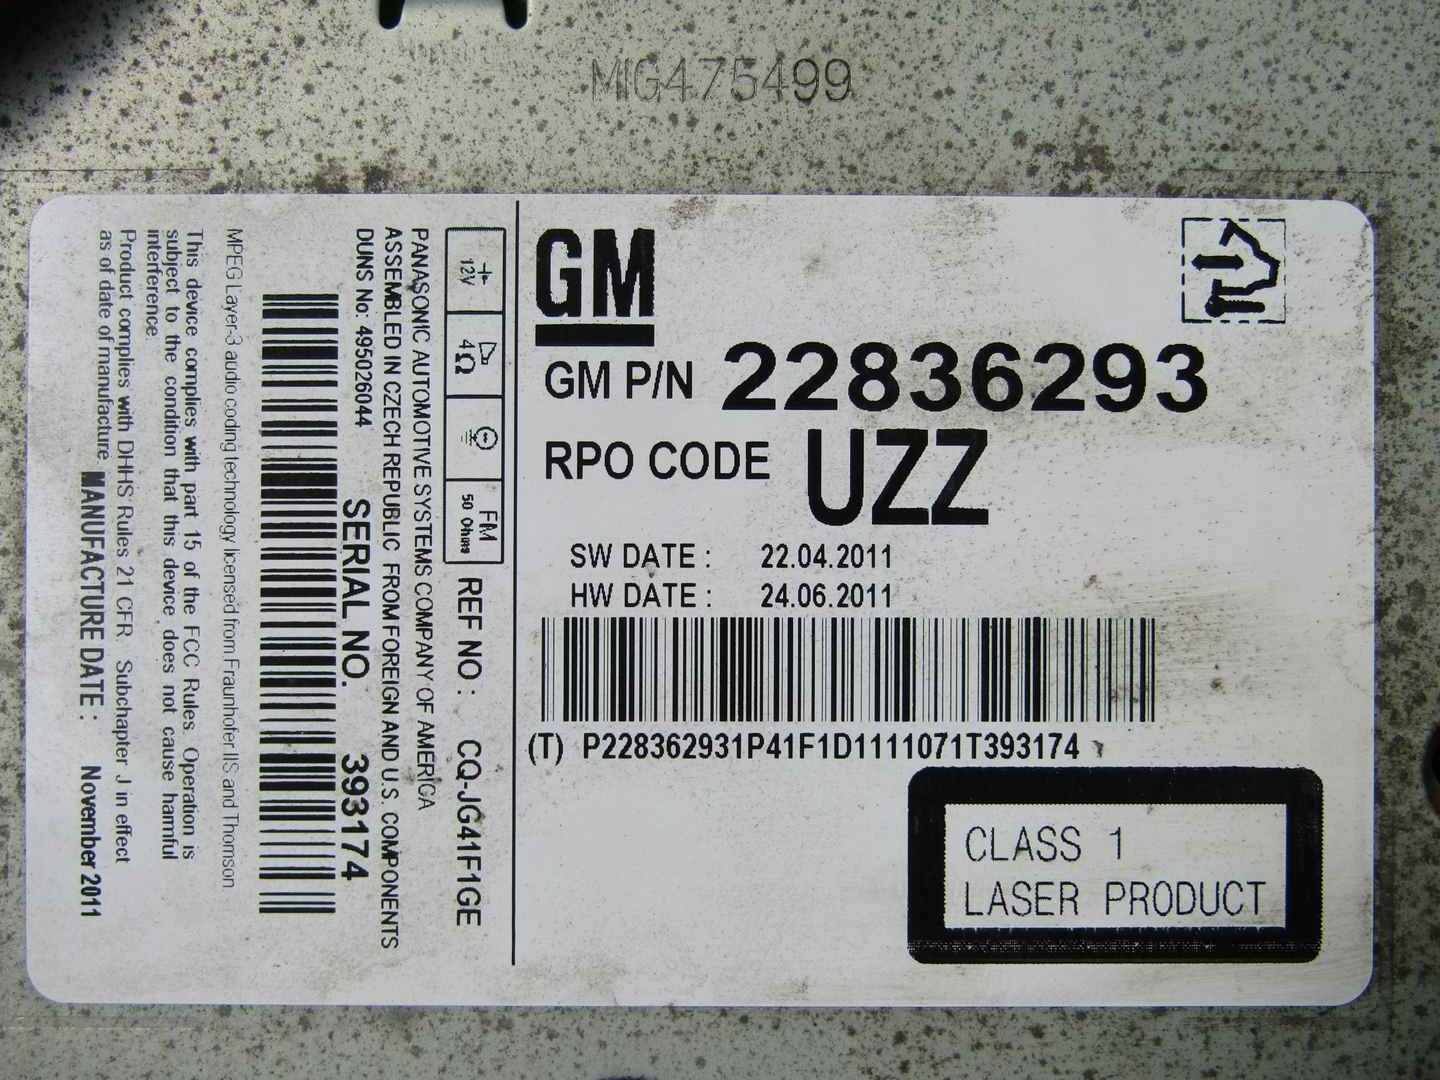 MIG475499
GM
GM P/N 22836293
RPO CODE UZZ
SW DATE : 22.04.2011
HW DATE : 24.06.2011
(T) P228362931P41F1D1111071T393174
CLASS 1
LASER PRODUCT
12V
4Ω
FM
50 Ohms
REF NO : CQ-JG41F1GE
PANASONIC AUTOMOTIVE SYSTEMS COMPANY OF AMERICA
ASSEMBLED IN CZECH REPUBLIC FROM FOREIGN AND U.S. COMPONENTS
DUNS No: 495026044
SERIAL NO. 393174
MPEG Layer-3 audio coding technology licensed from Fraunhofer IIS and Thomson
This device complies with part 15 of the FCC Rules. Operation is
subject to the condition that this device does not cause harmful
interference.
Product complies with DHHS Rules 21 CFR Subchapter J in effect
as of date of manufacture
MANUFACTURE DATE : November 2011